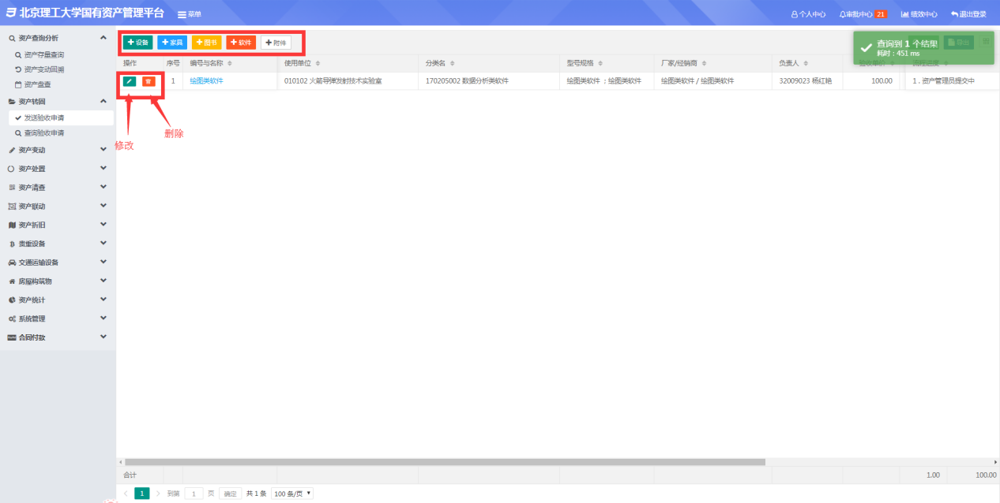 北京理工大学国有资产管理平台 菜单 个人中心 审批中心 21 绩效中心 退出登录
资产查询分析
资产存量查询
资产变动回溯
资产盘查
资产转固
发送验收申请
查询验收申请
资产变动
资产处置
资产清查
资产联动
资产折旧
贵重设备
交通运输设备
房屋构筑物
资产统计
系统管理
合同付款
+设备 +家具 +图书 +软件 +附件
查询到 1 个结果
耗时：451 ms
导出
操作 序号 编号与名称 使用单位 分类名 型号规格 厂家/经销商 负责人 验收单价 流程进度
1 绘图类软件 010102 火箭导弹发射技术实验室 170205002 数据分析类软件 绘图类软件 ：绘图类软件 绘图类软件 / 绘图类软件 32009023 杨红艳 100.00 1 . 资产管理员提交中
删除
修改
合计 1.00 100.00
1 到第 1 页 确定 共 1 条 100 条/页